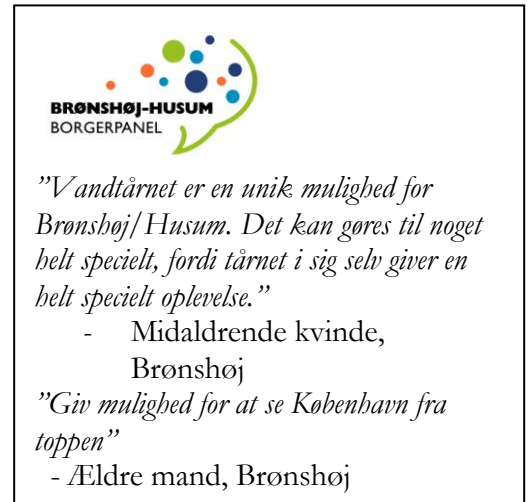 BRØNSHØJ-HUSUM
BORGERPANEL
”Vandtårnet er en unik mulighed for
Brønshøj/Husum. Det kan gøres til noget
helt specielt, fordi tårnet i sig selv giver en
helt specielt oplevelse.”
- Midaldrende kvinde,
Brønshøj
”Giv mulighed for at se København fra
toppen”
- Ældre mand, Brønshøj